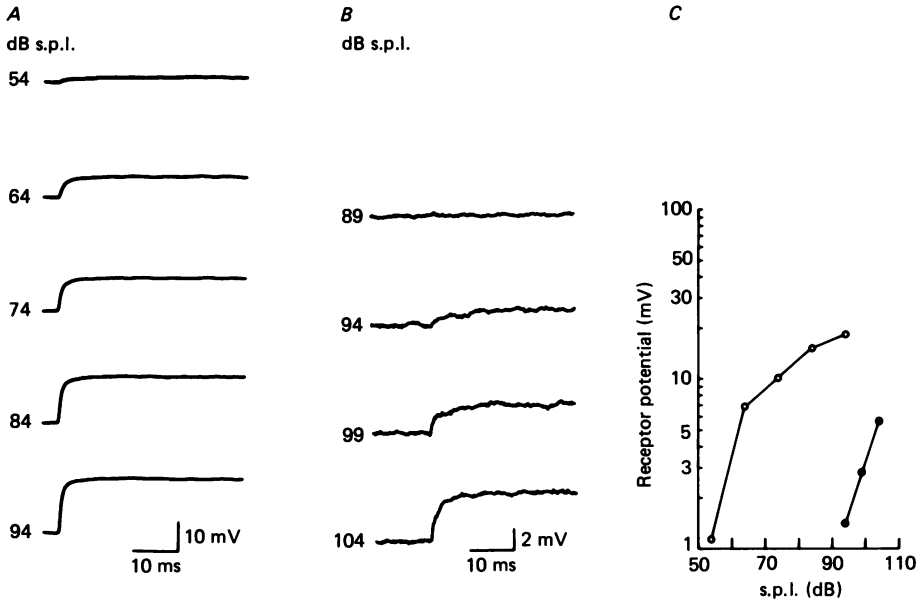 A
dB s.p.l.
54
64
74
84
94
10 mV
10 ms
B
dB s.p.l.
89
94
99
104
2 mV
10 ms
C
Receptor potential (mV)
100
50
30
10
5
3
1
50 70 90 110
s.p.l. (dB)